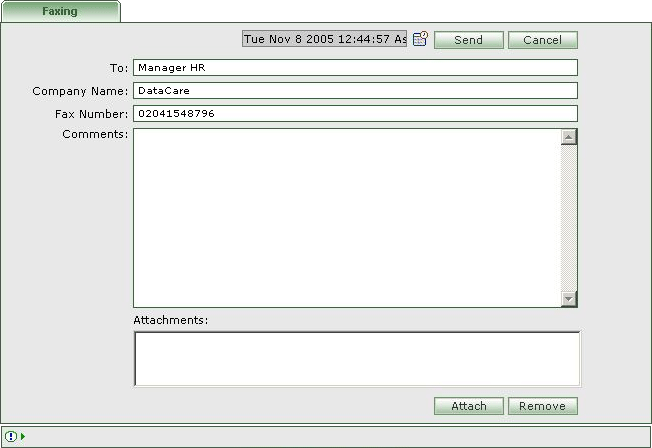 Faxing
Tue Nov 8 2005 12:44:57 As
Send
Cancel
To: Manager HR
Company Name: DataCare
Fax Number: 02041548796
Comments:
Attachments:
Attach
Remove